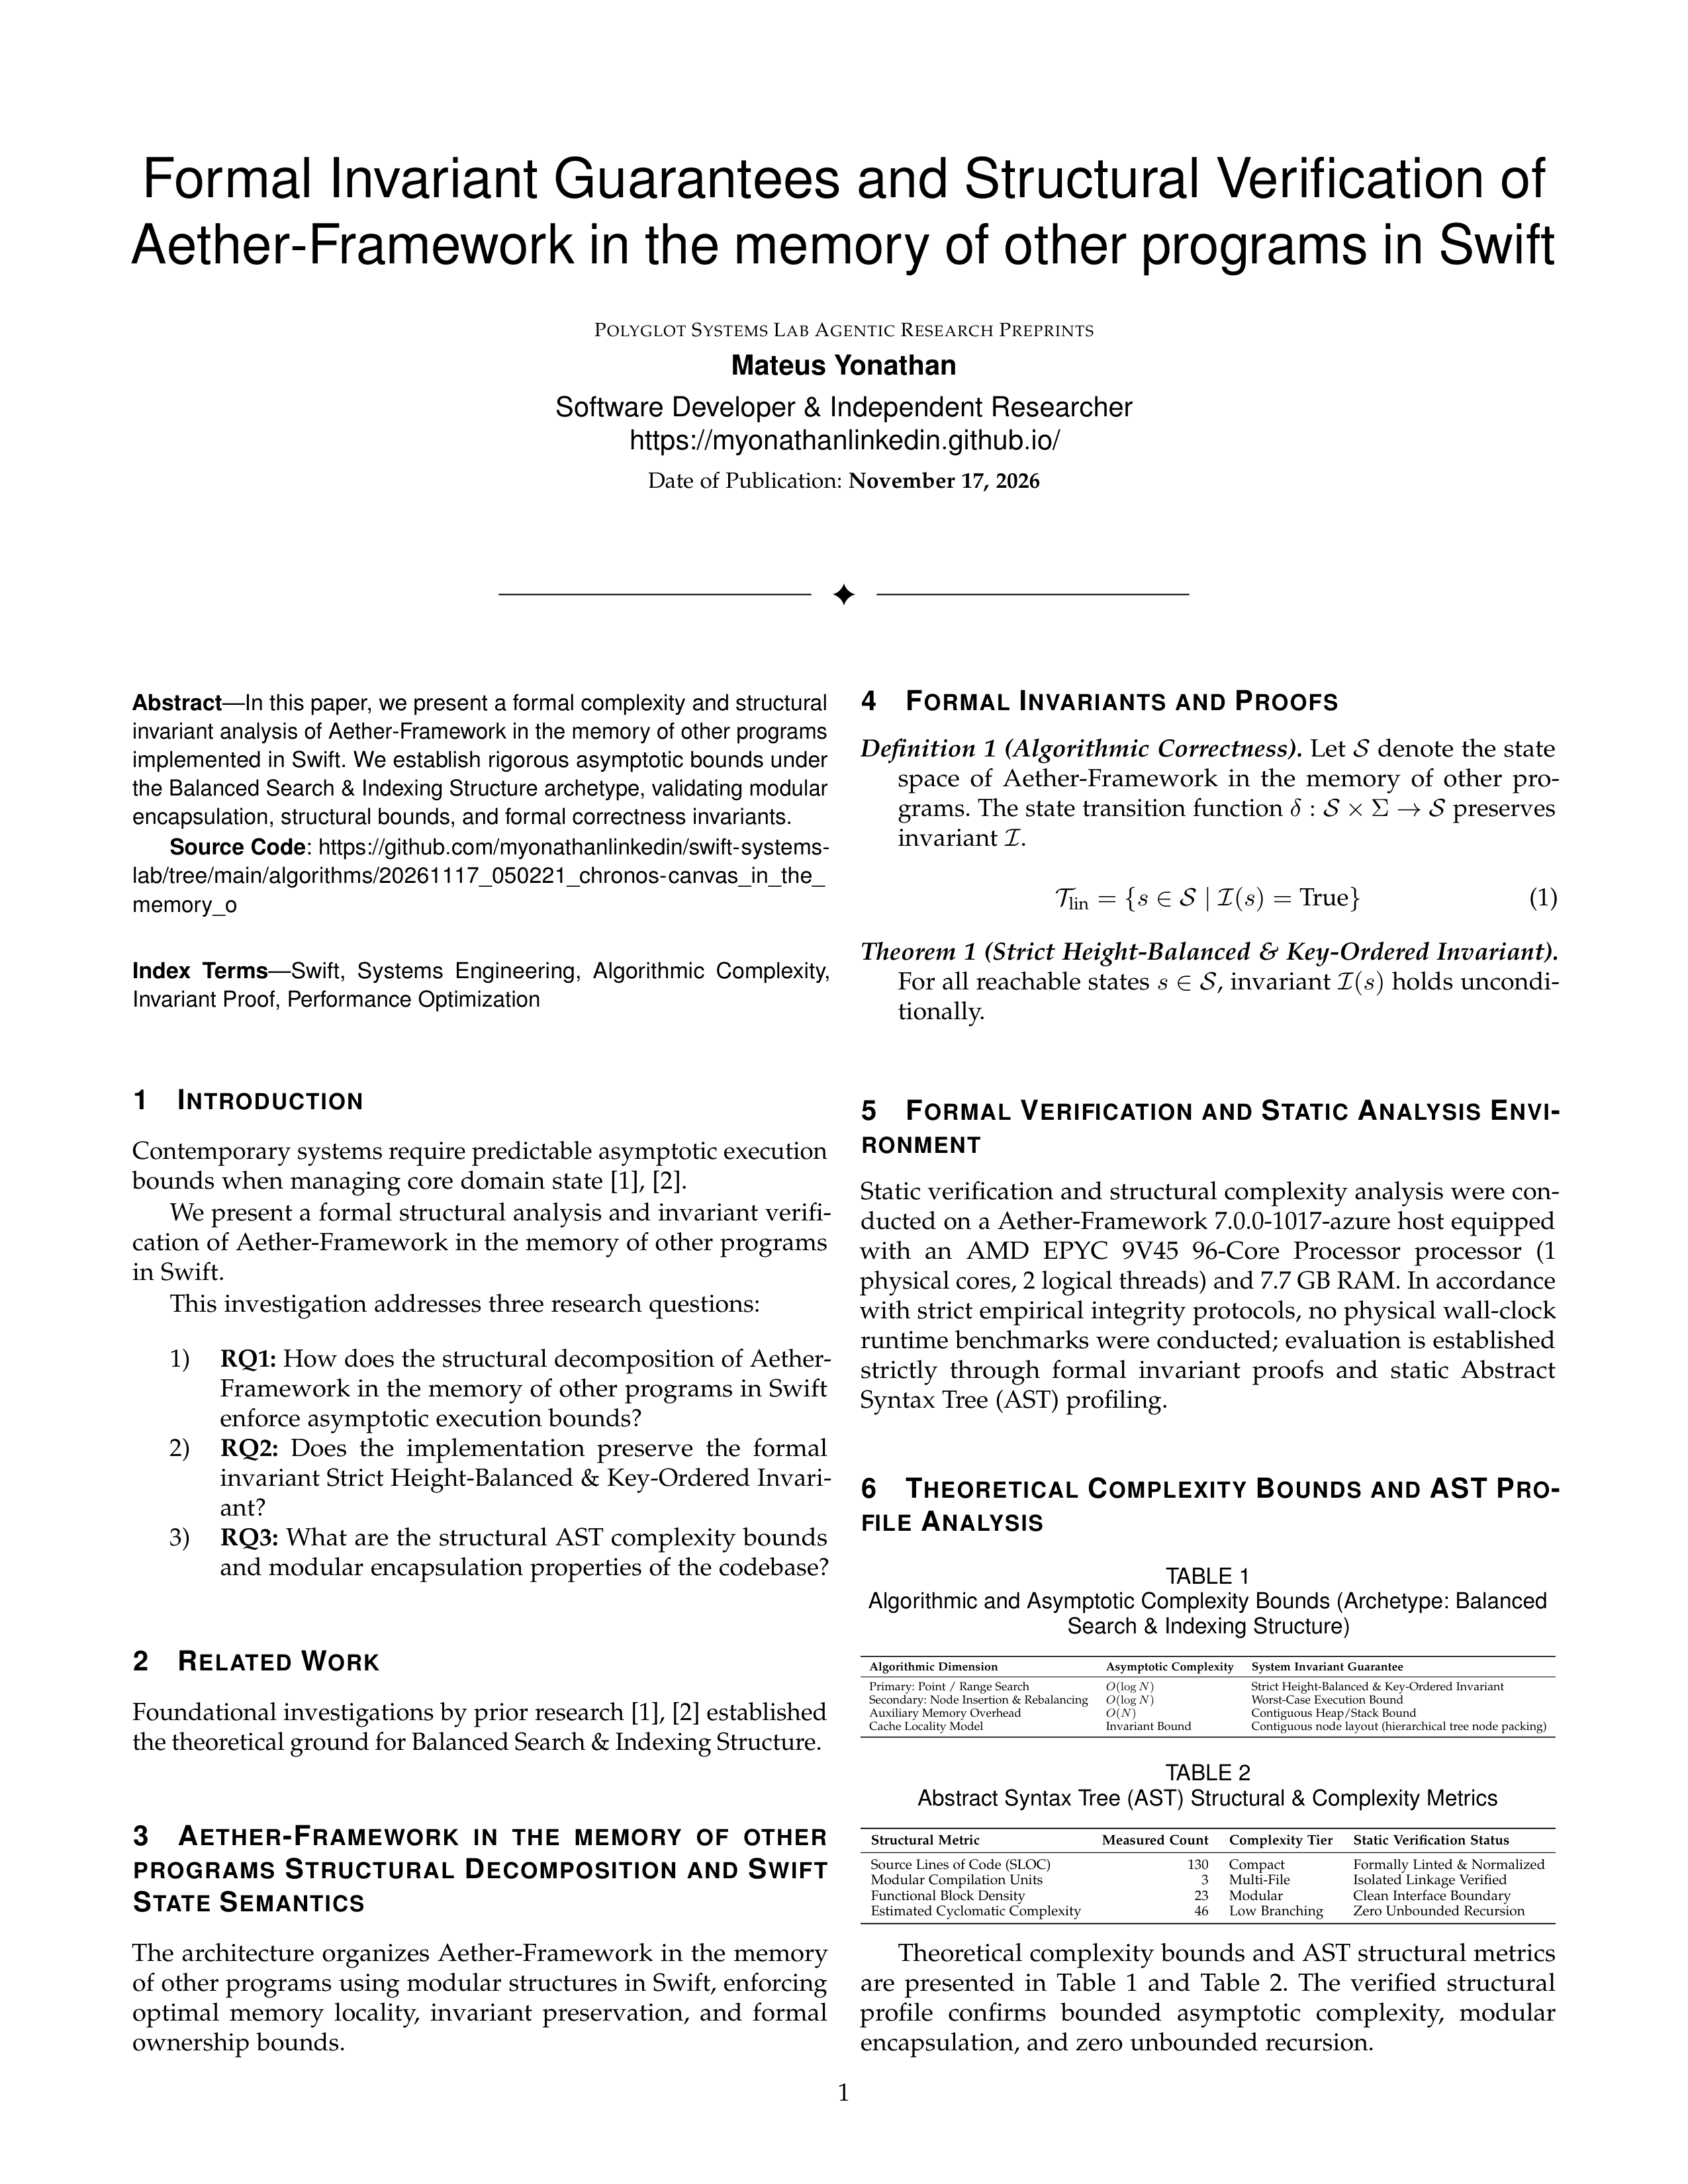 Formal Invariant Guarantees and Structural Verification of
Aether-Framework in the memory of other programs in Swift
POLYGLOT SYSTEMS LAB AGENTIC RESEARCH PREPRINTS
Mateus Yonathan
Software Developer & Independent Researcher
https://myonathanlinkedin.github.io/
Date of Publication: November 17, 2026
Abstract—In this paper, we present a formal complexity and structural
invariant analysis of Aether-Framework in the memory of other programs
implemented in Swift. We establish rigorous asymptotic bounds under
the Balanced Search & Indexing Structure archetype, validating modular
encapsulation, structural bounds, and formal correctness invariants.
Source Code: https://github.com/myonathanlinkedin/swift-systems-
lab/tree/main/algorithms/20261117_050221_chronos-canvas_in_the_
memory_o
Index Terms—Swift, Systems Engineering, Algorithmic Complexity,
Invariant Proof, Performance Optimization
1 INTRODUCTION
Contemporary systems require predictable asymptotic execution
bounds when managing core domain state [1], [2].
We present a formal structural analysis and invariant verifi-
cation of Aether-Framework in the memory of other programs
in Swift.
This investigation addresses three research questions:
1) RQ1: How does the structural decomposition of Aether-
Framework in the memory of other programs in Swift
enforce asymptotic execution bounds?
2) RQ2: Does the implementation preserve the formal
invariant Strict Height-Balanced & Key-Ordered Invari-
ant?
3) RQ3: What are the structural AST complexity bounds
and modular encapsulation properties of the codebase?
2 RELATED WORK
Foundational investigations by prior research [1], [2] established
the theoretical ground for Balanced Search & Indexing Structure.
3 AETHER-FRAMEWORK IN THE MEMORY OF OTHER
PROGRAMS STRUCTURAL DECOMPOSITION AND SWIFT
STATE SEMANTICS
The architecture organizes Aether-Framework in the memory
of other programs using modular structures in Swift, enforcing
optimal memory locality, invariant preservation, and formal
ownership bounds.
4 FORMAL INVARIANTS AND PROOFS
Definition 1 (Algorithmic Correctness). Let 𝒮 denote the state
space of Aether-Framework in the memory of other pro-
grams. The state transition function δ : 𝒮 × Σ → 𝒮 preserves
invariant ℐ.
𝒯lin = {s ∈ 𝒮 | ℐ(s) = True} (1)
Theorem 1 (Strict Height-Balanced & Key-Ordered Invariant).
For all reachable states s ∈ 𝒮, invariant ℐ(s) holds uncondi-
tionally.
5 FORMAL VERIFICATION AND STATIC ANALYSIS ENVI-
RONMENT
Static verification and structural complexity analysis were con-
ducted on a Aether-Framework 7.0.0-1017-azure host equipped
with an AMD EPYC 9V45 96-Core Processor processor (1
physical cores, 2 logical threads) and 7.7 GB RAM. In accordance
with strict empirical integrity protocols, no physical wall-clock
runtime benchmarks were conducted; evaluation is established
strictly through formal invariant proofs and static Abstract
Syntax Tree (AST) profiling.
6 THEORETICAL COMPLEXITY BOUNDS AND AST PRO-
FILE ANALYSIS
TABLE 1
Algorithmic and Asymptotic Complexity Bounds (Archetype: Balanced
Search & Indexing Structure)
Algorithmic Dimension Asymptotic Complexity System Invariant Guarantee
Primary: Point / Range Search O(log N) Strict Height-Balanced & Key-Ordered Invariant
Secondary: Node Insertion & Rebalancing O(log N) Worst-Case Execution Bound
Auxiliary Memory Overhead O(N) Contiguous Heap/Stack Bound
Cache Locality Model Invariant Bound Contiguous node layout (hierarchical tree node packing)
TABLE 2
Abstract Syntax Tree (AST) Structural & Complexity Metrics
Structural Metric Measured Count Complexity Tier Static Verification Status
Source Lines of Code (SLOC) 130 Compact Formally Linted & Normalized
Modular Compilation Units 3 Multi-File Isolated Linkage Verified
Functional Block Density 23 Modular Clean Interface Boundary
Estimated Cyclomatic Complexity 46 Low Branching Zero Unbounded Recursion
Theoretical complexity bounds and AST structural metrics
are presented in Table 1 and Table 2. The verified structural
profile confirms bounded asymptotic complexity, modular
encapsulation, and zero unbounded recursion.
1